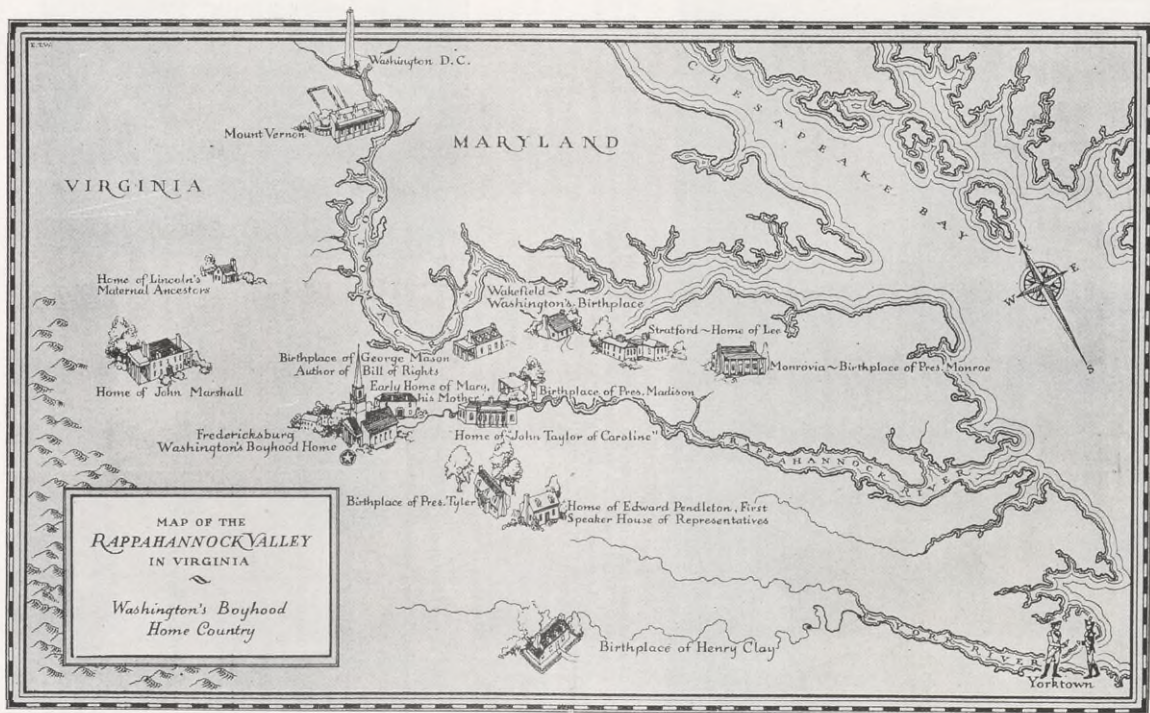 E.T.W.
Washington D.C.
Mount Vernon
MARYLAND
CHESAPEAKE BAY
VIRGINIA
POTOMAC
Home of Lincoln's
Maternal Ancestors
Home of John Marshall
Wakefield
Washington's Birthplace
Stratford ~ Home of Lee
Monrovia ~ Birthplace of Pres. Monroe
Birthplace of George Mason
Author of Bill of Rights
Early Home of Mary,
his Mother
Birthplace of Pres. Madison
Fredericksburg
Washington's Boyhood Home
Home of "John Taylor of Caroline"
RAPPAHANNOCK RIVER
Birthplace of Pres. Tyler
Home of Edward Pendleton, First
Speaker House of Representatives
Birthplace of Henry Clay
YORK RIVER
Yorktown
W
E
S
MAP OF THE
RAPPAHANNOCK VALLEY
IN VIRGINIA
Washington's Boyhood
Home Country